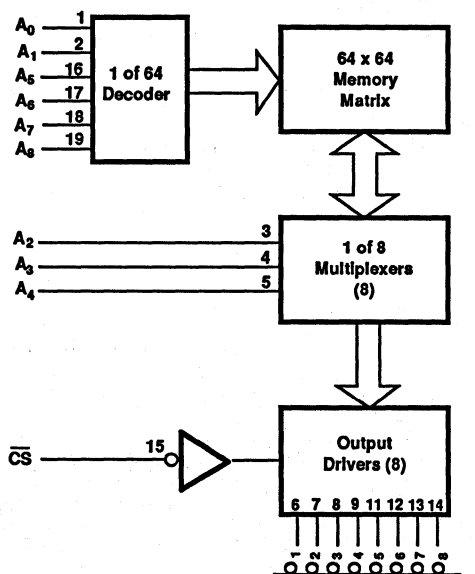 A0 1
A1 2
A5 16
A6 17
A7 18
A8 19
1 of 64
Decoder
64 x 64
Memory
Matrix
A2 3
A3 4
A4 5
1 of 8
Multiplexers
(8)
CS 15
Output
Drivers (8)
6 7 8 9 11 12 13 14
O1 O2 O3 O4 O5 O6 O7 O8